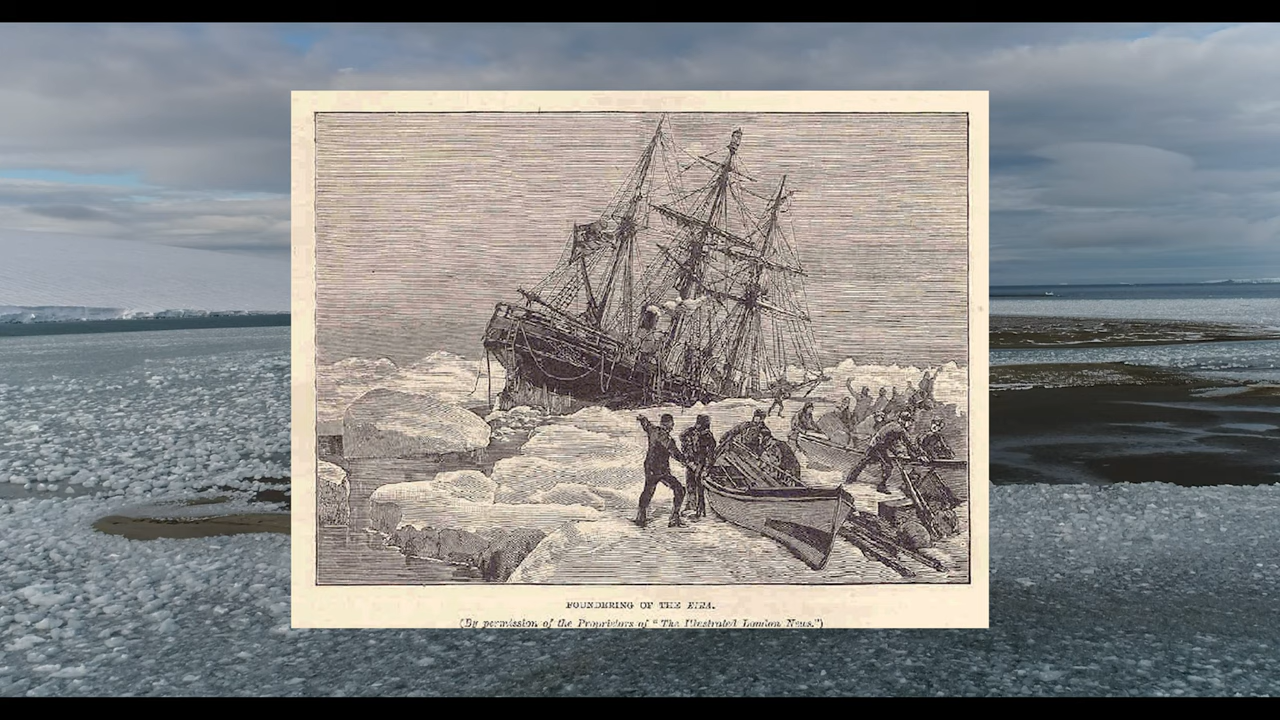 FOUNDERING OF THE EIRA.
(By permission of the Proprietors of "The Illustrated London News.")